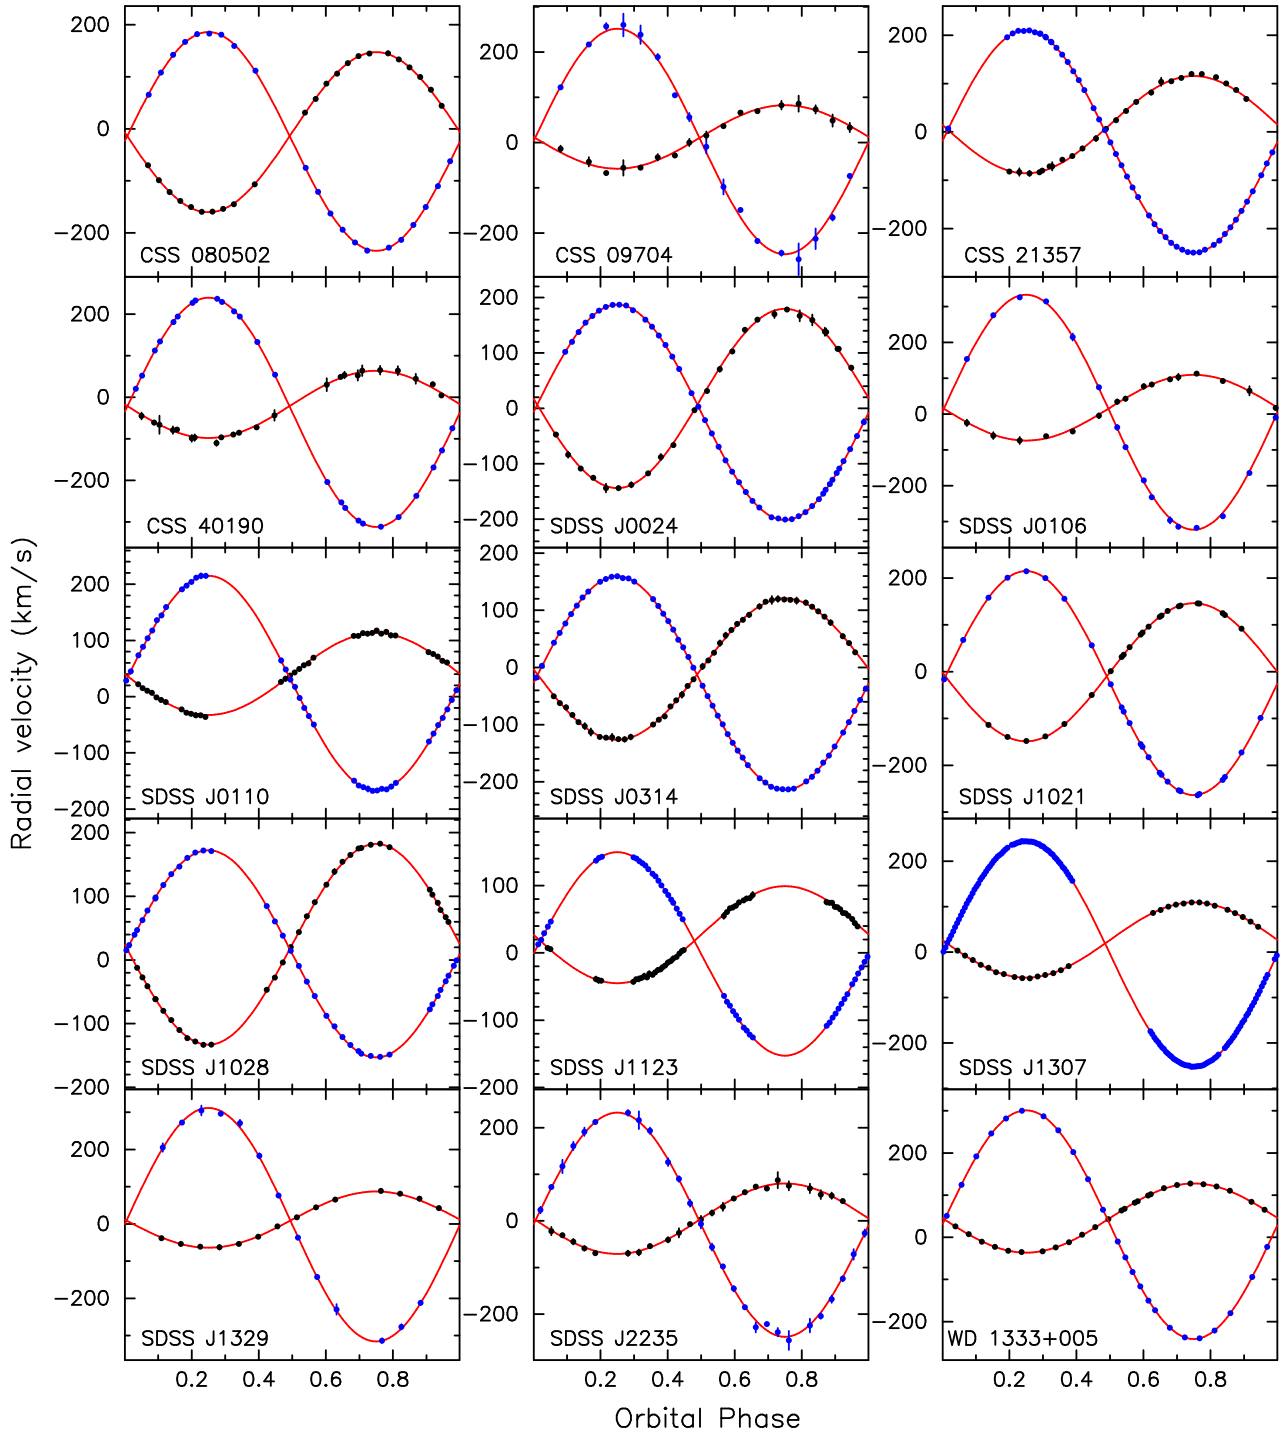 200
0
−200
CSS 080502
200
0
−200
CSS 09704
200
0
−200
CSS 21357
200
0
−200
CSS 40190
200
100
0
−100
−200
SDSS J0024
200
0
−200
SDSS J0106
200
100
0
−100
−200
SDSS J0110
200
100
0
−100
−200
SDSS J0314
200
0
−200
SDSS J1021
200
100
0
−100
−200
SDSS J1028
100
0
−100
−200
SDSS J1123
200
0
−200
SDSS J1307
200
0
−200
SDSS J1329
200
0
−200
SDSS J2235
200
0
−200
WD 1333+005
0.2 0.4 0.6 0.8
0.2 0.4 0.6 0.8
0.2 0.4 0.6 0.8
Radial velocity (km/s)
Orbital Phase